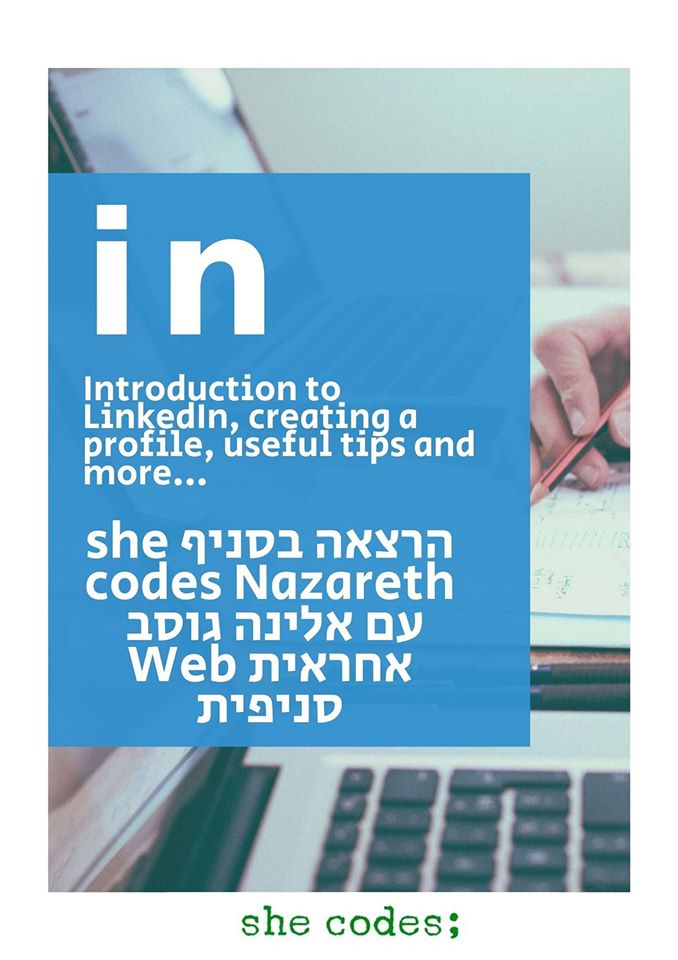 in
Introduction to
LinkedIn, creating a
profile, useful tips and
more...
הרצאה בסניף she
codes Nazareth
עם אלינה גוסב
אחראית Web
סניפית
she codes;